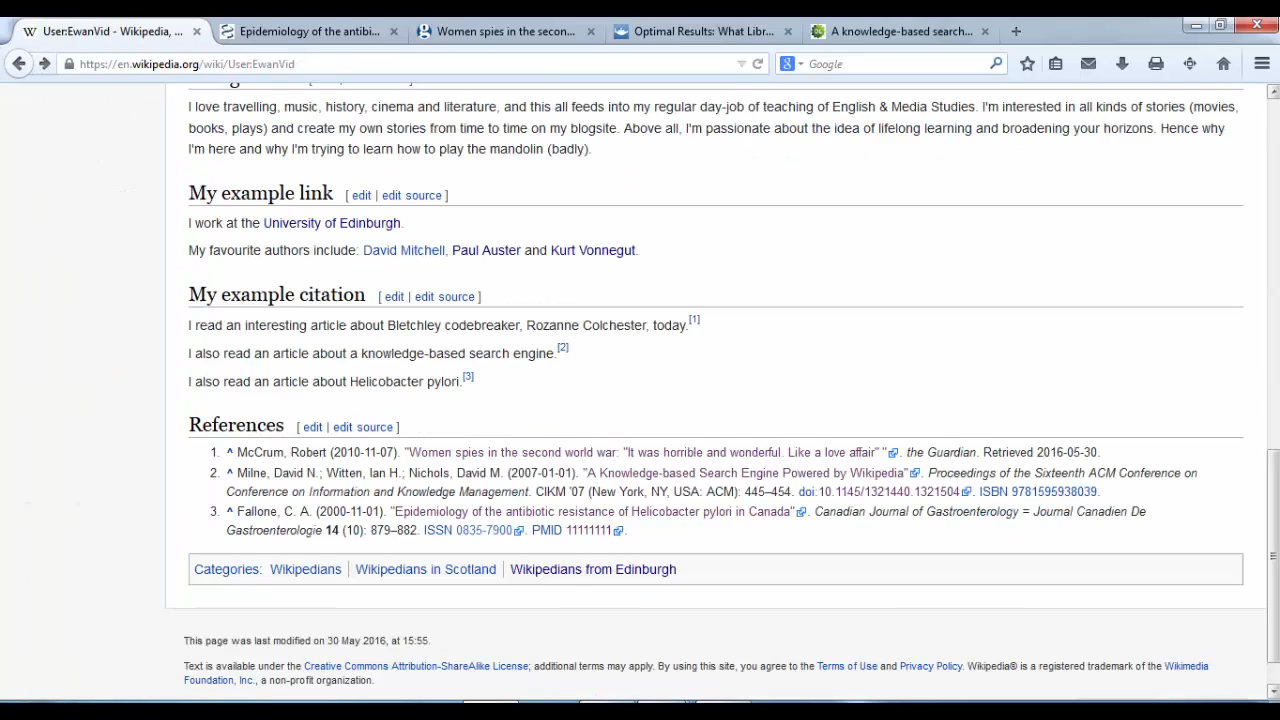 User:EwanVid - Wikipedia, ...
Epidemiology of the antibi...
Women spies in the secon...
Optimal Results: What Libr...
A knowledge-based search...
https://en.wikipedia.org/wiki/User:EwanVid
Google
I love travelling, music, history, cinema and literature, and this all feeds into my regular day-job of teaching of English & Media Studies. I'm interested in all kinds of stories (movies,
books, plays) and create my own stories from time to time on my blogsite. Above all, I'm passionate about the idea of lifelong learning and broadening your horizons. Hence why
I'm here and why I'm trying to learn how to play the mandolin (badly).
My example link [ edit | edit source ]
I work at the University of Edinburgh.
My favourite authors include: David Mitchell, Paul Auster and Kurt Vonnegut.
My example citation [ edit | edit source ]
I read an interesting article about Bletchley codebreaker, Rozanne Colchester, today.[1]
I also read an article about a knowledge-based search engine.[2]
I also read an article about Helicobacter pylori.[3]
References [ edit | edit source ]
1. ^ McCrum, Robert (2010-11-07). "Women spies in the second world war: "It was horrible and wonderful. Like a love affair" ". the Guardian. Retrieved 2016-05-30.
2. ^ Milne, David N.; Witten, Ian H.; Nichols, David M. (2007-01-01). "A Knowledge-based Search Engine Powered by Wikipedia". Proceedings of the Sixteenth ACM Conference on
Conference on Information and Knowledge Management. CIKM '07 (New York, NY, USA: ACM): 445–454. doi:10.1145/1321440.1321504. ISBN 9781595938039.
3. ^ Fallone, C. A. (2000-11-01). "Epidemiology of the antibiotic resistance of Helicobacter pylori in Canada". Canadian Journal of Gastroenterology = Journal Canadien De
Gastroenterologie 14 (10): 879–882. ISSN 0835-7900. PMID 11111111.
Categories: Wikipedians | Wikipedians in Scotland | Wikipedians from Edinburgh
This page was last modified on 30 May 2016, at 15:55.
Text is available under the Creative Commons Attribution-ShareAlike License; additional terms may apply. By using this site, you agree to the Terms of Use and Privacy Policy. Wikipedia® is a registered trademark of the Wikimedia
Foundation, Inc., a non-profit organization.